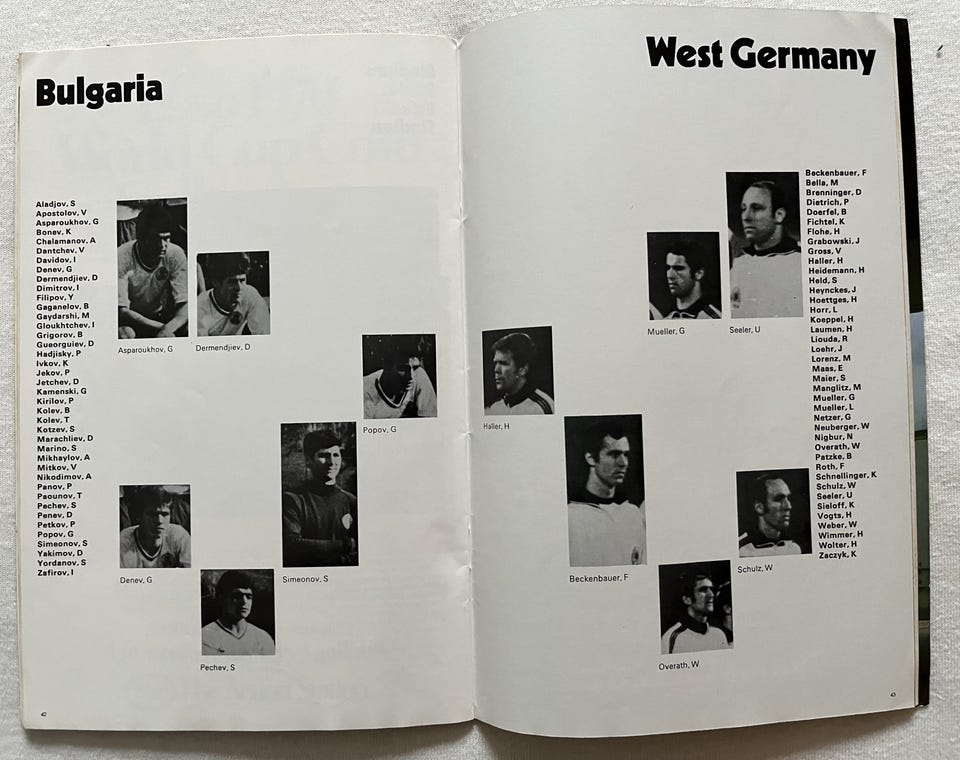 Bulgaria
Aladjov, S
Apostolov, V
Asparoukhov, G
Bonev, K
Chalamanov, A
Dantchev, V
Davidov, I
Denev, G
Dermendjiev, D
Dimitrov, I
Filipov, Y
Gaganelov, B
Gaydarshi, M
Gloukhtchev, I
Grigorov, B
Gueorguiev, D
Hadjisky, P
Ivkov, K
Jekov, P
Jetchev, D
Kamenski, G
Kirilov, P
Kolev, B
Kolev, T
Kotzev, S
Marachliev, D
Marino, S
Mikhaylov, A
Mitkov, V
Nikodimov, A
Panov, P
Paounov, T
Pechev, S
Penev, D
Petkov, P
Popov, G
Simeonov, S
Yakimov, D
Yordanov, S
Zafirov, I
Asparoukhov, G
Dermendjiev, D
Popov, G
Denev, G
Simeonov, S
Pechev, S
42
West Germany
Mueller, G
Seeler, U
Haller, H
Beckenbauer, F
Schulz, W
Overath, W
Beckenbauer, F
Bella, M
Brenninger, D
Dietrich, P
Doerfel, B
Fichtel, K
Flohe, H
Grabowski, J
Gross, V
Haller, H
Heidemann, H
Held, S
Heynckes, J
Hoettges, H
Horr, L
Koeppel, H
Laumen, H
Liouda, R
Loehr, J
Lorenz, M
Maas, E
Maier, S
Manglitz, M
Mueller, G
Mueller, L
Netzer, G
Neuberger, W
Nigbur, N
Overath, W
Patzke, B
Roth, F
Schnellinger, K
Schulz, W
Seeler, U
Sieloff, K
Vogts, H
Weber, W
Wimmer, H
Wolter, H
Zaczyk, K
43